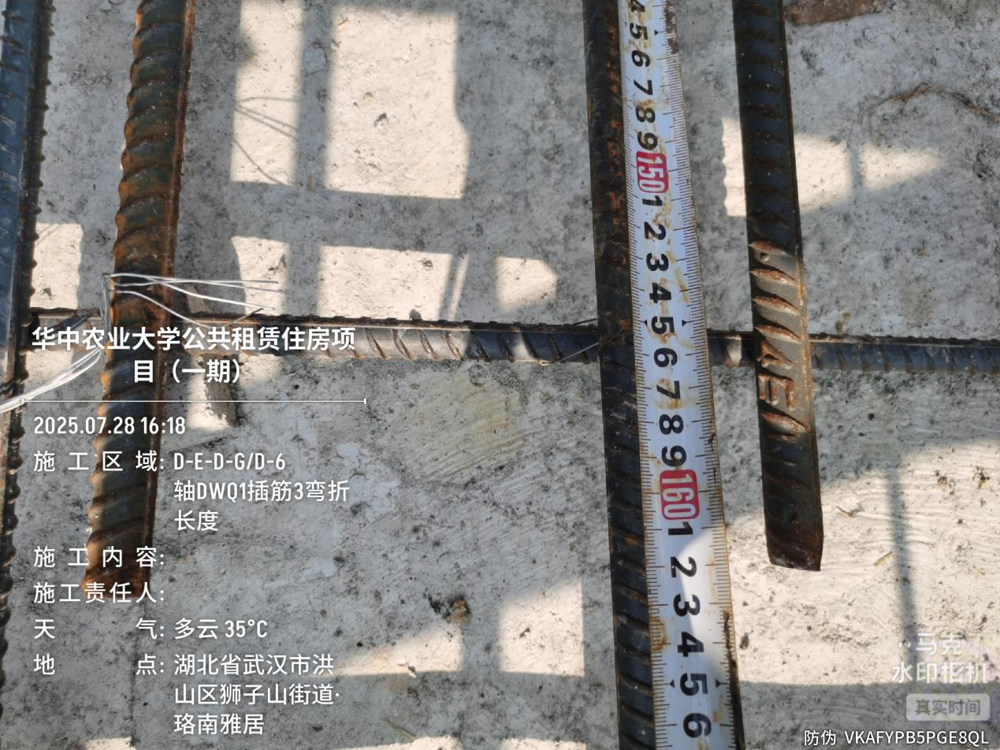 4
5
6
7
8
9
150
1
2
3
4
5
6
7
8
9
160
1
2
3
4
5
6
华中农业大学公共租赁住房项
目（一期）
2025.07.28 16:18
施工区域: D-E-D-G/D-6
轴DWQ1插筋3弯折
长度
施工内容:
施工责任人:
天气: 多云 35°C
地点: 湖北省武汉市洪
山区狮子山街道·
珞南雅居
马克
水印相机
真实时间
防伪 VKAFYPB5PGE8QL